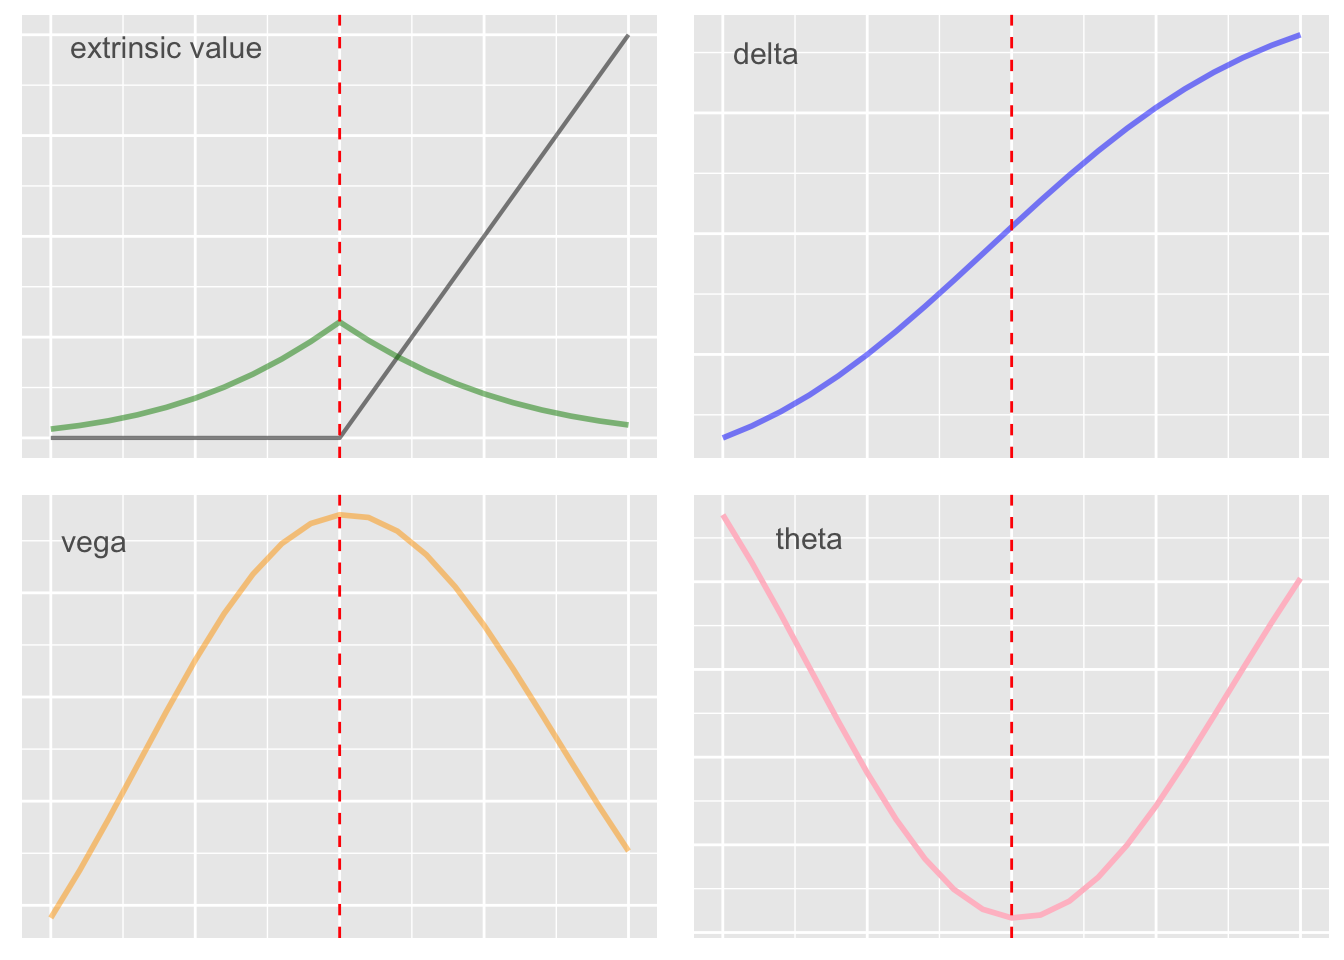 extrinsic value
delta
vega
theta